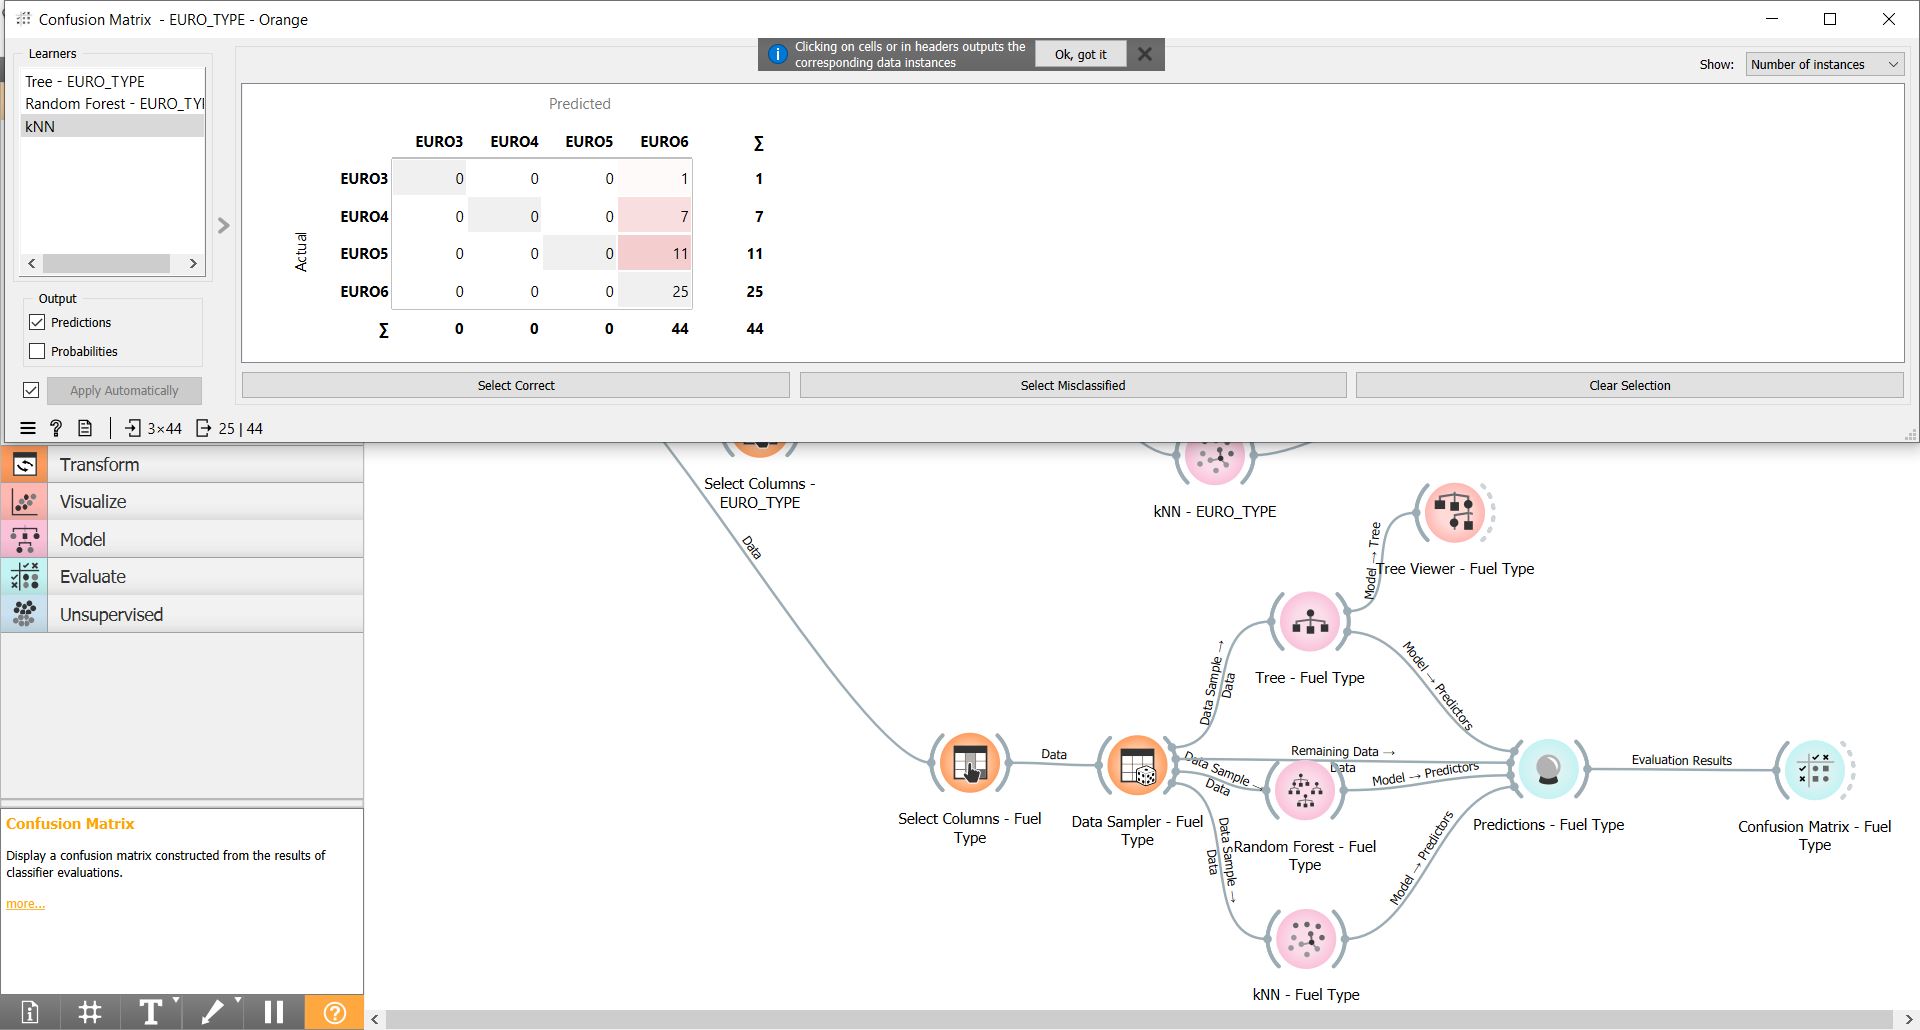 Confusion Matrix - EURO_TYPE - Orange
Learners
Tree - EURO_TYPE
Random Forest - EURO_TYI
kNN
Output
Predictions
Probabilities
Apply Automatically
3×44
25 | 44
Clicking on cells or in headers outputs the
corresponding data instances
Ok, got it
Show:
Number of instances
Predicted
EURO3 EURO4 EURO5 EURO6 ∑
Actual
EURO3 0 0 0 1 1
EURO4 0 0 0 7 7
EURO5 0 0 0 11 11
EURO6 0 0 0 25 25
∑ 0 0 0 44 44
Select Correct
Select Misclassified
Clear Selection
Transform
Visualize
Model
Evaluate
Unsupervised
Confusion Matrix
Display a confusion matrix constructed from the results of
classifier evaluations.
more...
Select Columns -
EURO_TYPE
kNN - EURO_TYPE
Data
Model → Tree
Tree Viewer - Fuel Type
Data Sample →
Data
Tree - Fuel Type
Model → Predictors
Data
Remaining Data →
Data
Data Sample →
Data
Model → Predictors
Evaluation Results
Select Columns - Fuel
Type
Data Sampler - Fuel
Type
Data Sample →
Data
Random Forest - Fuel
Type
Model → Predictors
Predictions - Fuel Type
Confusion Matrix - Fuel
Type
kNN - Fuel Type